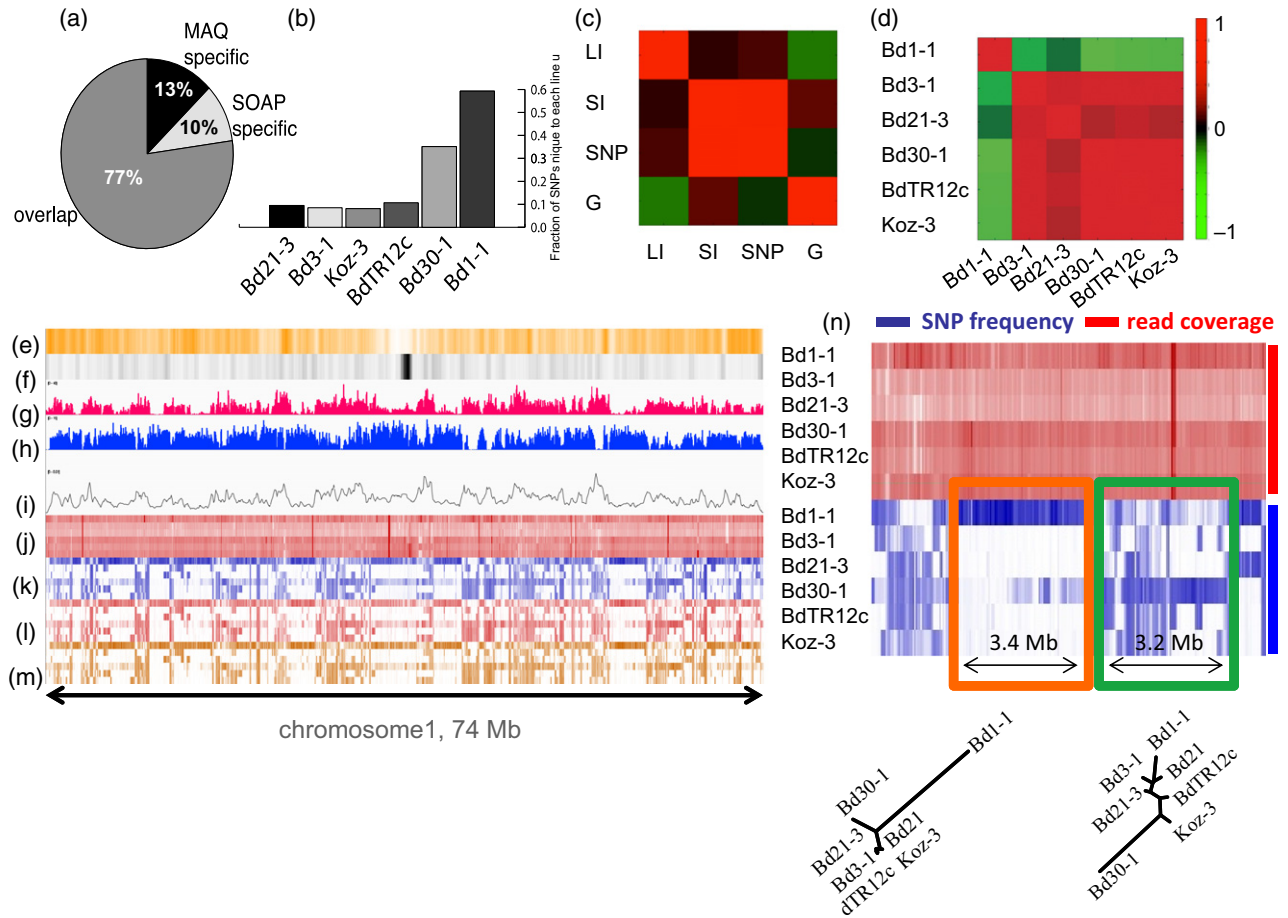 (a)
MAQ
specific
13%
SOAP
specific
10%
77%
overlap
(b)
0.6
0.5
0.4
0.3
0.2
0.1
0.0
Fraction of SNPs nique to each line u
Bd21-3
Bd3-1
Koz-3
BdTR12c
Bd30-1
Bd1-1
(c)
LI
SI
SNP
G
LI SI SNP G
(d)
Bd1-1
Bd3-1
Bd21-3
Bd30-1
BdTR12c
Koz-3
Bd1-1
Bd3-1
Bd21-3
Bd30-1
BdTR12c
Koz-3
1
0
–1
(e)
(f)
(g)
(h)
(i)
(j)
(k)
(l)
(m)
chromosome1, 74 Mb
(n)
SNP frequency read coverage
Bd1-1
Bd3-1
Bd21-3
Bd30-1
BdTR12c
Koz-3
Bd1-1
Bd3-1
Bd21-3
Bd30-1
BdTR12c
Koz-3
3.4 Mb 3.2 Mb
Bd1-1
Bd30-1
Bd21-3
Bd21
Bd3-1
Koz-3
dTR12c
Bd1-1
Bd3-1
Bd21
Bd21-3
BdTR12c
Koz-3
Bd30-1